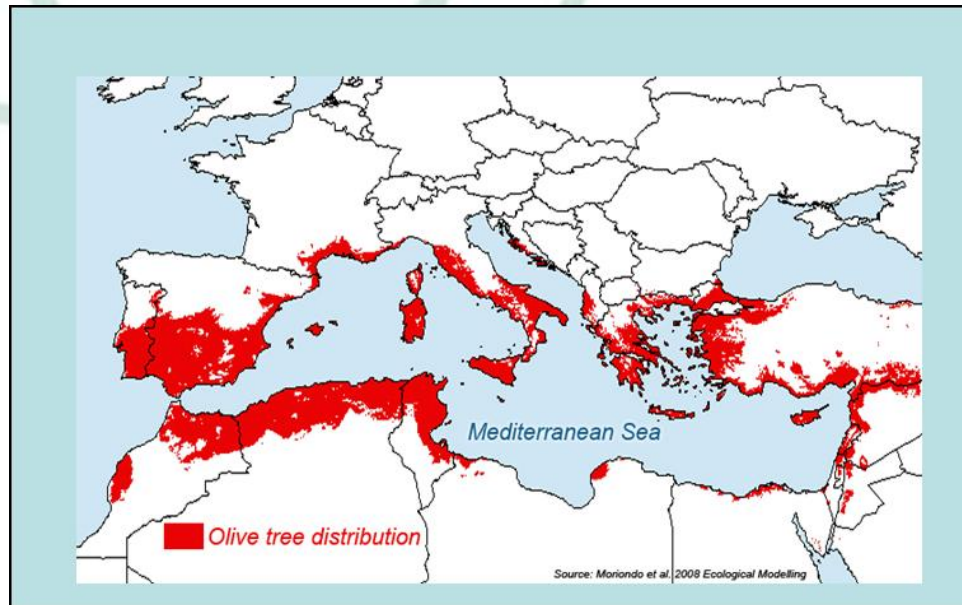 Mediterranean Sea
Olive tree distribution
Source: Moriondo et al. 2008 Ecological Modelling